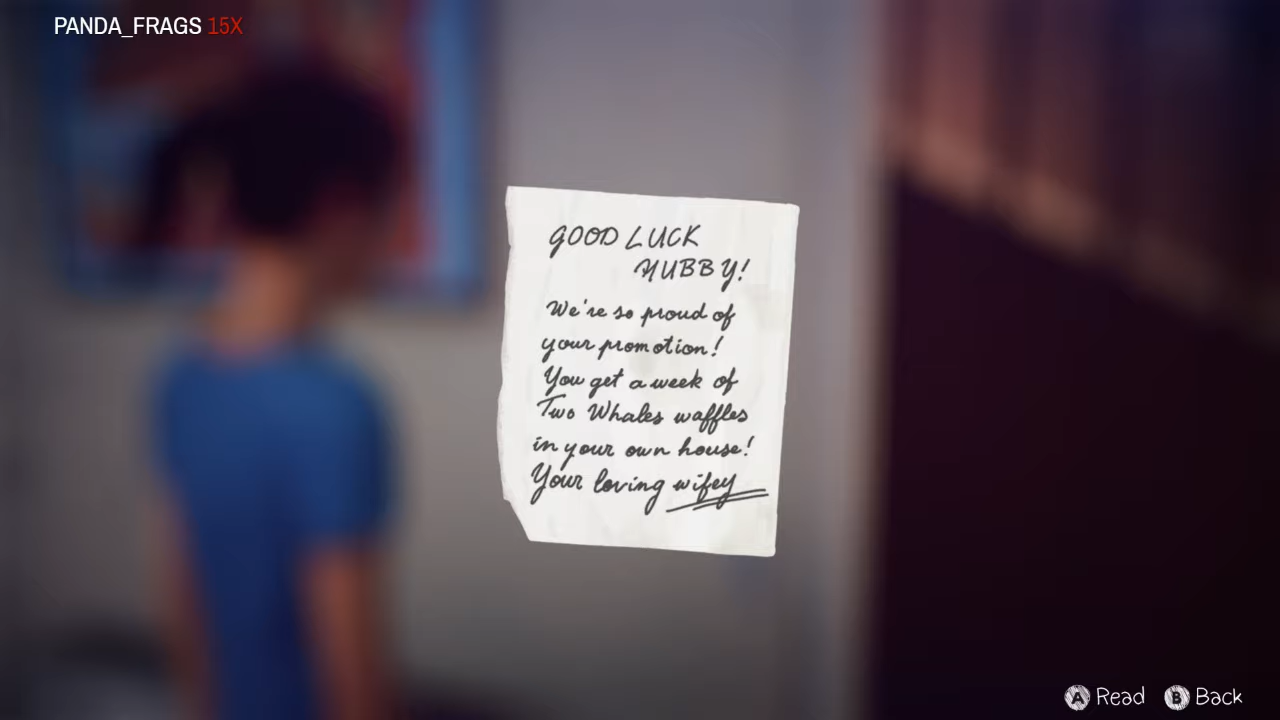 PANDA_FRAGS 15X
GOOD LUCK
HUBBY!
We're so proud of
your promotion!
You get a week of
Two Whales waffles
in your own house!
Your loving wifey
A Read B Back